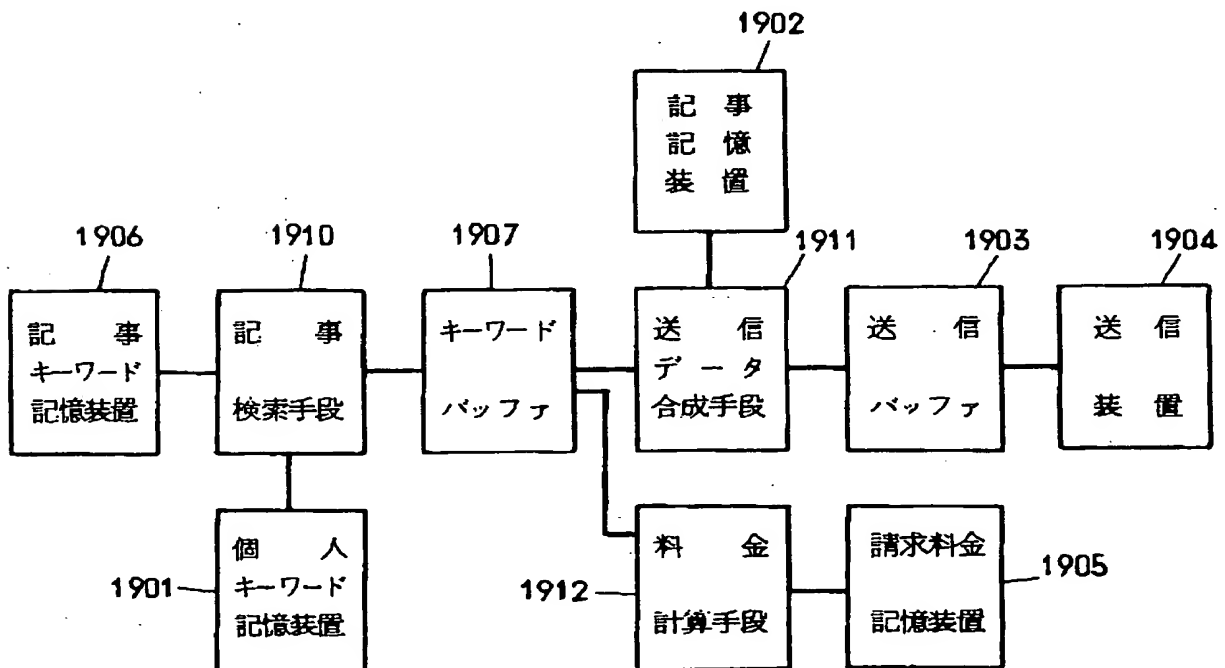 1902
記事
記憶
装置
1906
1910
1907
1911
1903
1904
記事
キーワード
記憶装置
記事
検索手段
キーワード
バッファ
送信
データ
合成手段
送信
バッファ
送信
装置
1901
個人
キーワード
記憶装置
1912
料金
計算手段
請求料金
記憶装置
1905